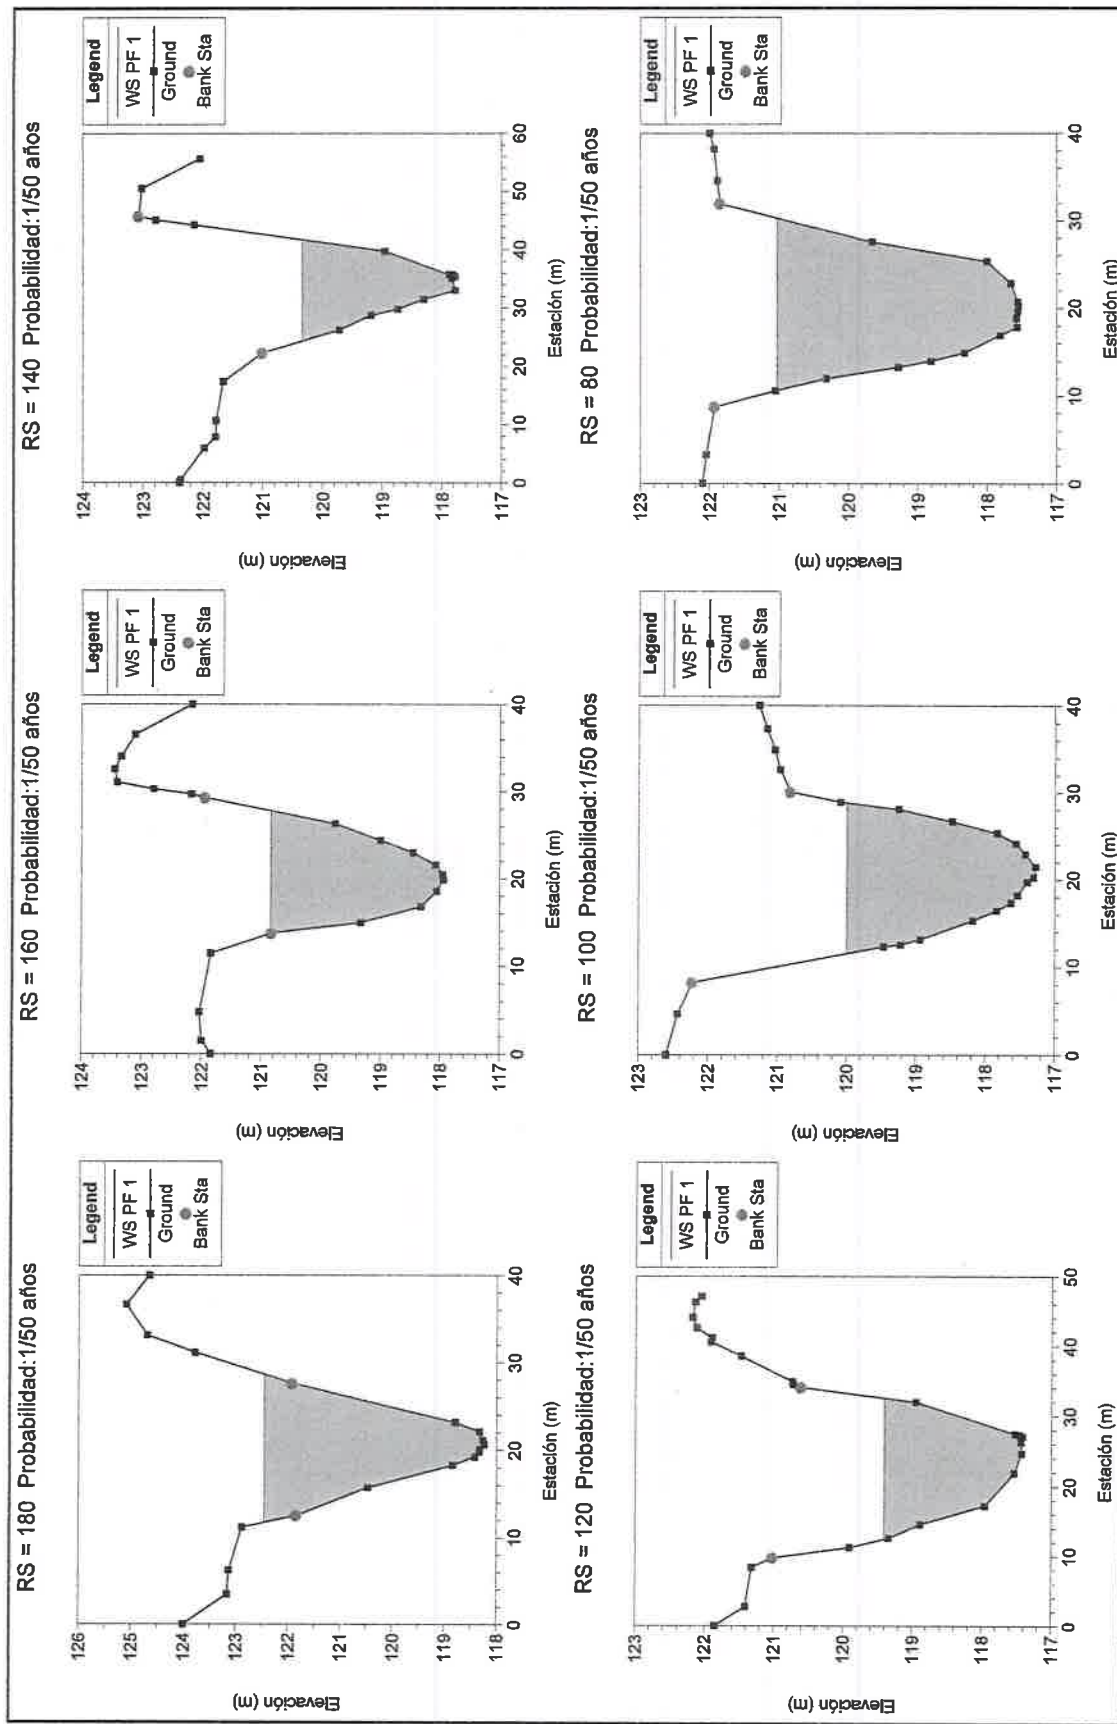 RS = 180 Probabilidad:1/50 años
Elevación (m)
126
125
124
123
122
121
120
119
118
0
10
20
30
40
Estación (m)
Legend
WS PF 1
Ground
Bank Sta
RS = 160 Probabilidad:1/50 años
Elevación (m)
124
123
122
121
120
119
118
117
0
10
20
30
40
Estación (m)
Legend
WS PF 1
Ground
Bank Sta
RS = 140 Probabilidad:1/50 años
Elevación (m)
124
123
122
121
120
119
118
117
0
10
20
30
40
50
60
Estación (m)
Legend
WS PF 1
Ground
Bank Sta
RS = 120 Probabilidad:1/50 años
Elevación (m)
123
122
121
120
119
118
117
0
10
20
30
40
50
Estación (m)
Legend
WS PF 1
Ground
Bank Sta
RS = 100 Probabilidad:1/50 años
Elevación (m)
123
122
121
120
119
118
117
0
10
20
30
40
Estación (m)
Legend
WS PF 1
Ground
Bank Sta
RS = 80 Probabilidad:1/50 años
Elevación (m)
123
122
121
120
119
118
117
0
10
20
30
40
Estación (m)
Legend
WS PF 1
Ground
Bank Sta